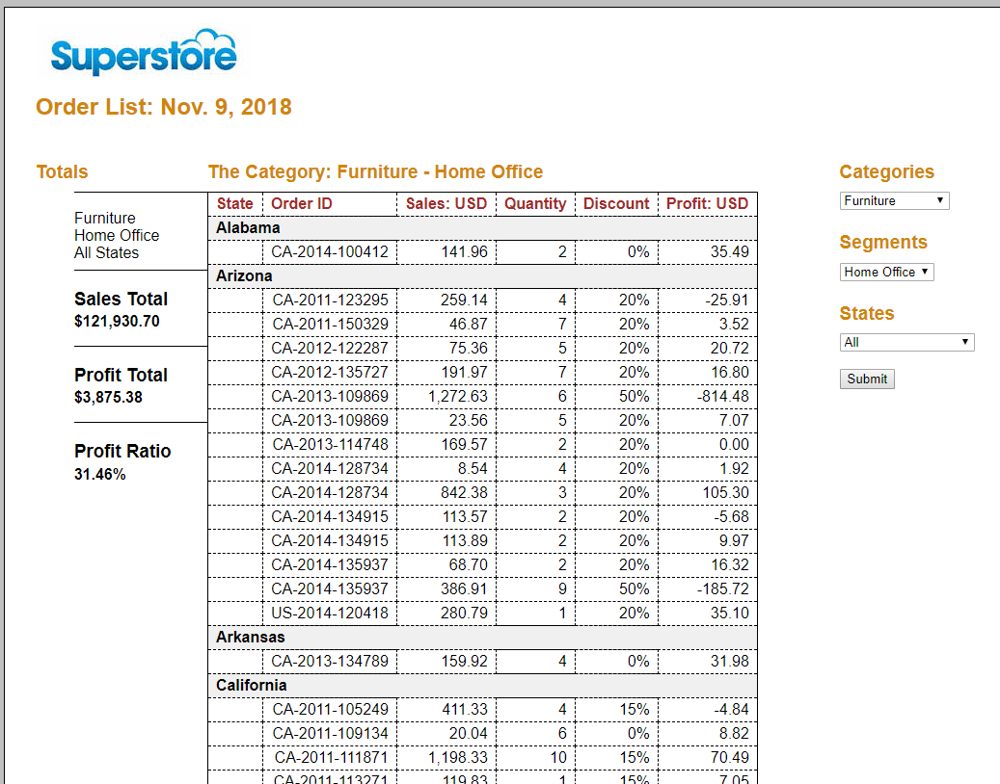 Superstore
Order List: Nov. 9, 2018
Totals
Furniture
Home Office
All States
Sales Total
$121,930.70
Profit Total
$3,875.38
Profit Ratio
31.46%
The Category: Furniture - Home Office
State Order ID Sales: USD Quantity Discount Profit: USD
Alabama
CA-2014-100412 141.96 2 0% 35.49
Arizona
CA-2011-123295 259.14 4 20% -25.91
CA-2011-150329 46.87 7 20% 3.52
CA-2012-122287 75.36 5 20% 20.72
CA-2012-135727 191.97 7 20% 16.80
CA-2013-109869 1,272.63 6 50% -814.48
CA-2013-109869 23.56 5 20% 7.07
CA-2013-114748 169.57 2 20% 0.00
CA-2014-128734 8.54 4 20% 1.92
CA-2014-128734 842.38 3 20% 105.30
CA-2014-134915 113.57 2 20% -5.68
CA-2014-134915 113.89 2 20% 9.97
CA-2014-135937 68.70 2 20% 16.32
CA-2014-135937 386.91 9 50% -185.72
US-2014-120418 280.79 1 20% 35.10
Arkansas
CA-2013-134789 159.92 4 0% 31.98
California
CA-2011-105249 411.33 4 15% -4.84
CA-2011-109134 20.04 6 0% 8.82
CA-2011-111871 1,198.33 10 15% 70.49
CA-2011-113271 119.83 1 15% 7.05
Categories
Furniture
Segments
Home Office
States
All
Submit